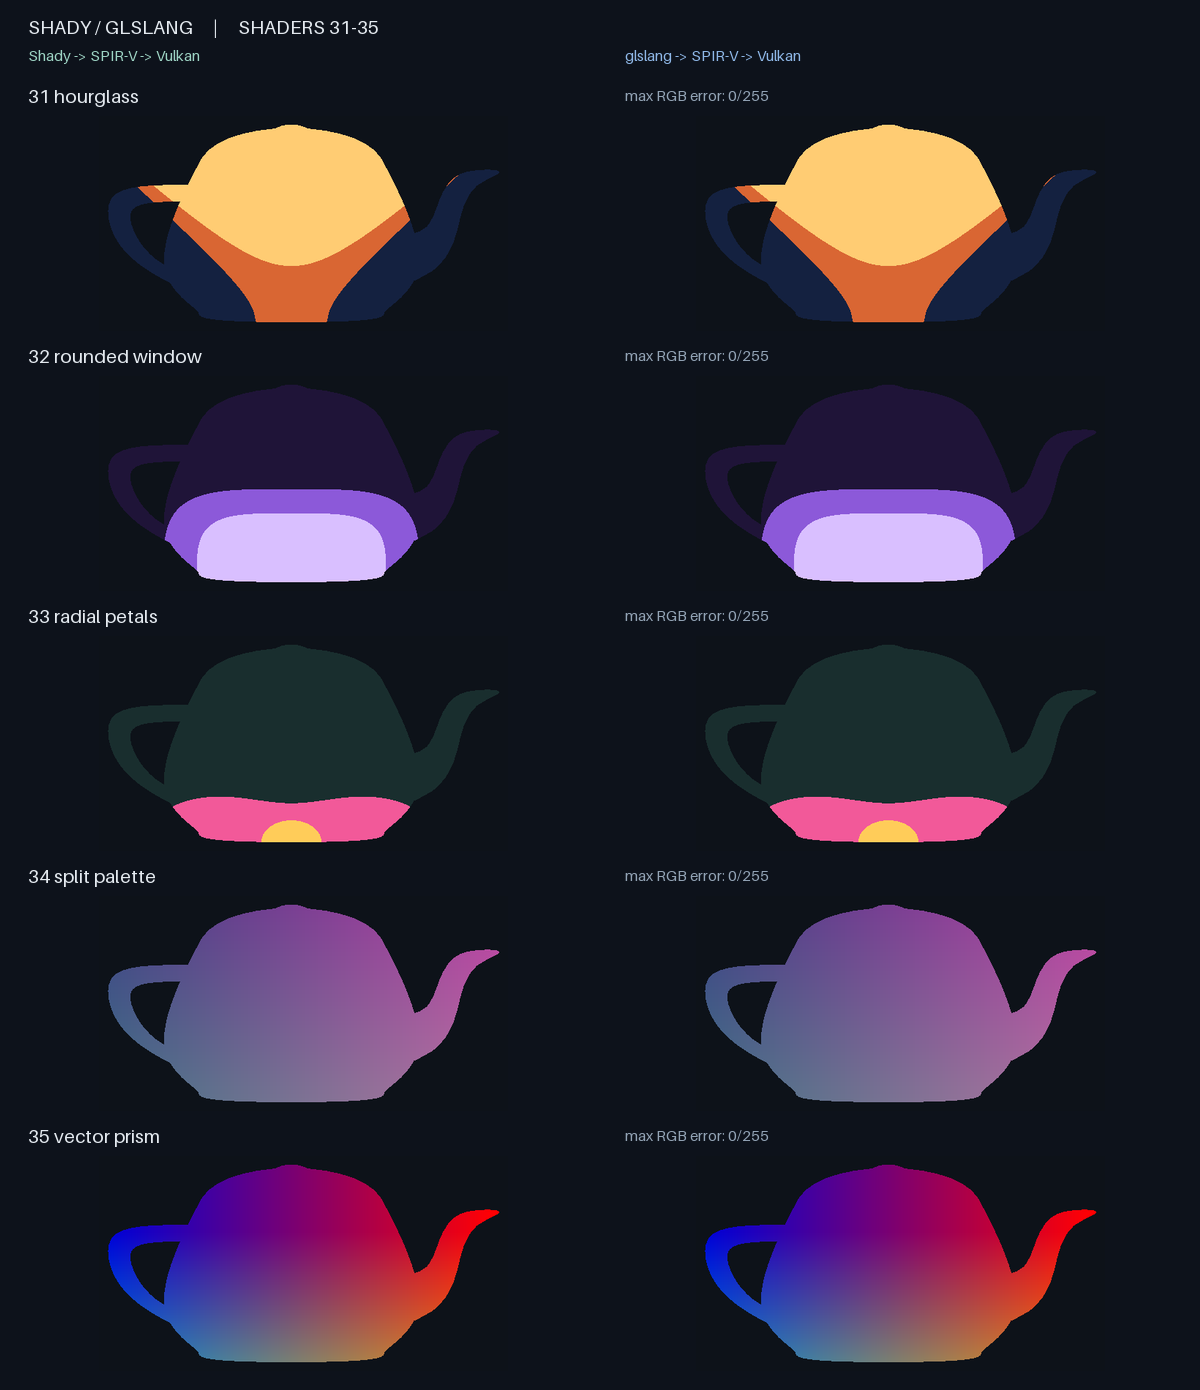 SHADY / GLSLANG | SHADERS 31-35
Shady -> SPIR-V -> Vulkan
glslang -> SPIR-V -> Vulkan
31 hourglass
max RGB error: 0/255
32 rounded window
max RGB error: 0/255
33 radial petals
max RGB error: 0/255
34 split palette
max RGB error: 0/255
35 vector prism
max RGB error: 0/255